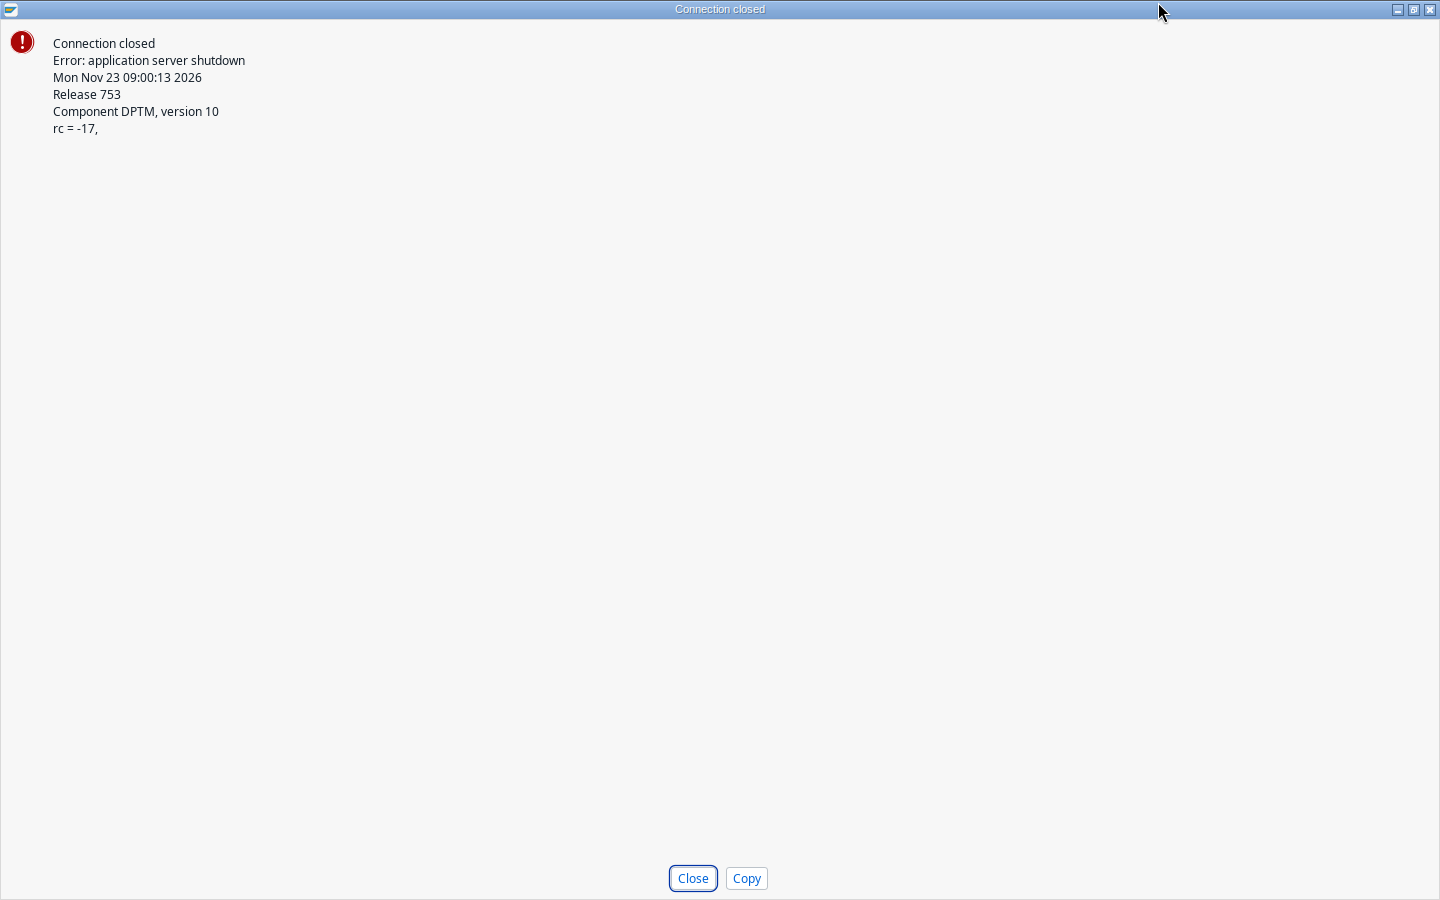 Connection closed
Connection closed
Error: application server shutdown
Mon Nov 23 09:00:13 2026
Release 753
Component DPTM, version 10
rc = -17,
Close Copy